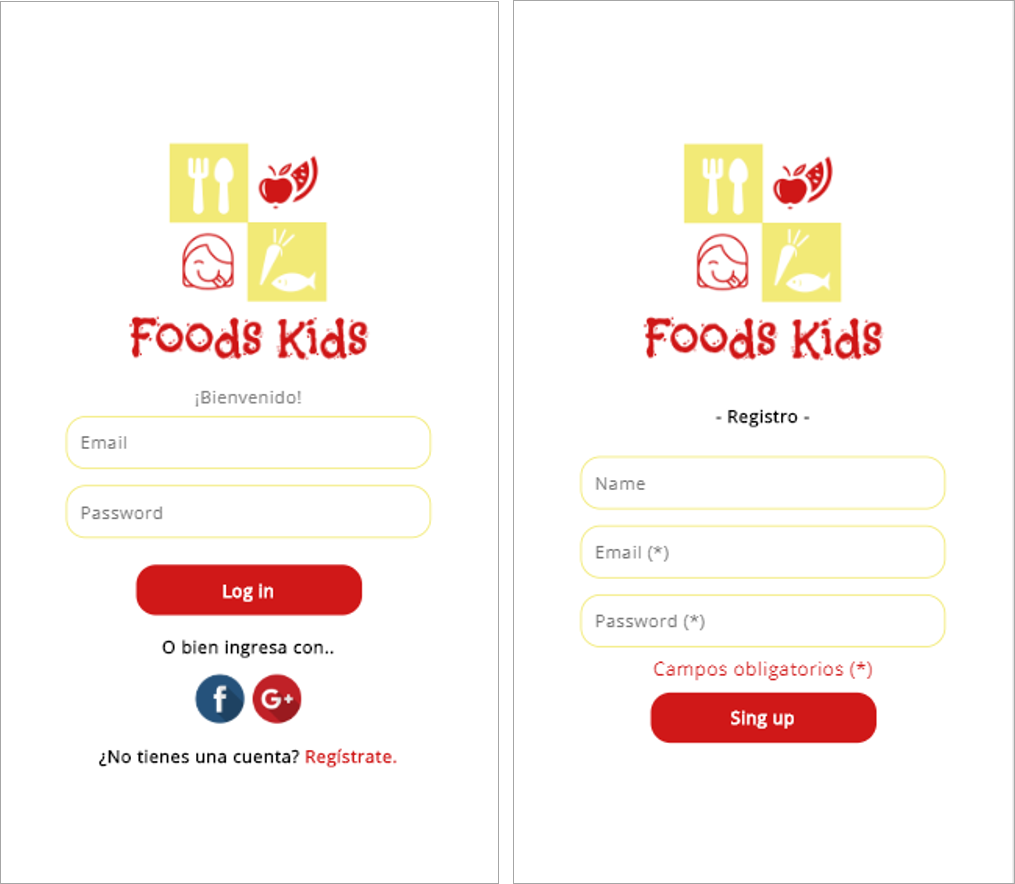 Foods Kids
¡Bienvenido!
Email
Password
Log in
O bien ingresa con..
f G+
¿No tienes una cuenta? Regístrate.
Foods Kids
- Registro -
Name
Email (*)
Password (*)
Campos obligatorios (*)
Sing up